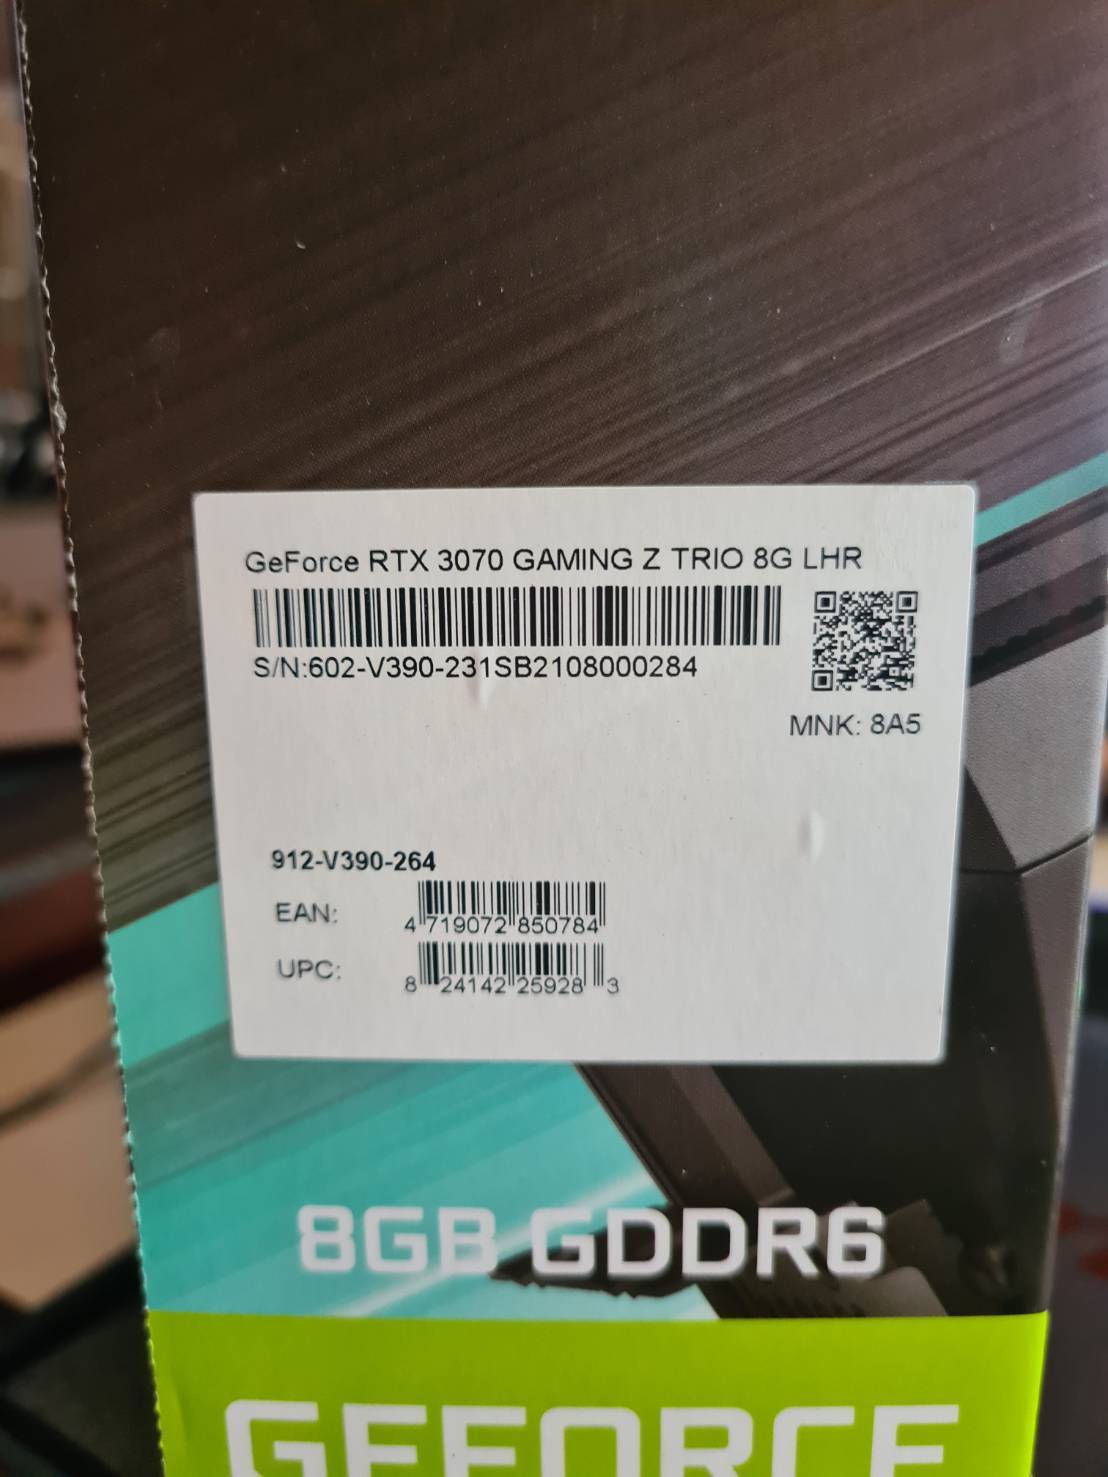 GeForce RTX 3070 GAMING Z TRIO 8G LHR
S/N:602-V390-231SB2108000284
MNK: 8A5
912-V390-264
EAN: 4 719072 850784
UPC: 8 24142 25928 3
8GB GDDR6
GEFORCE